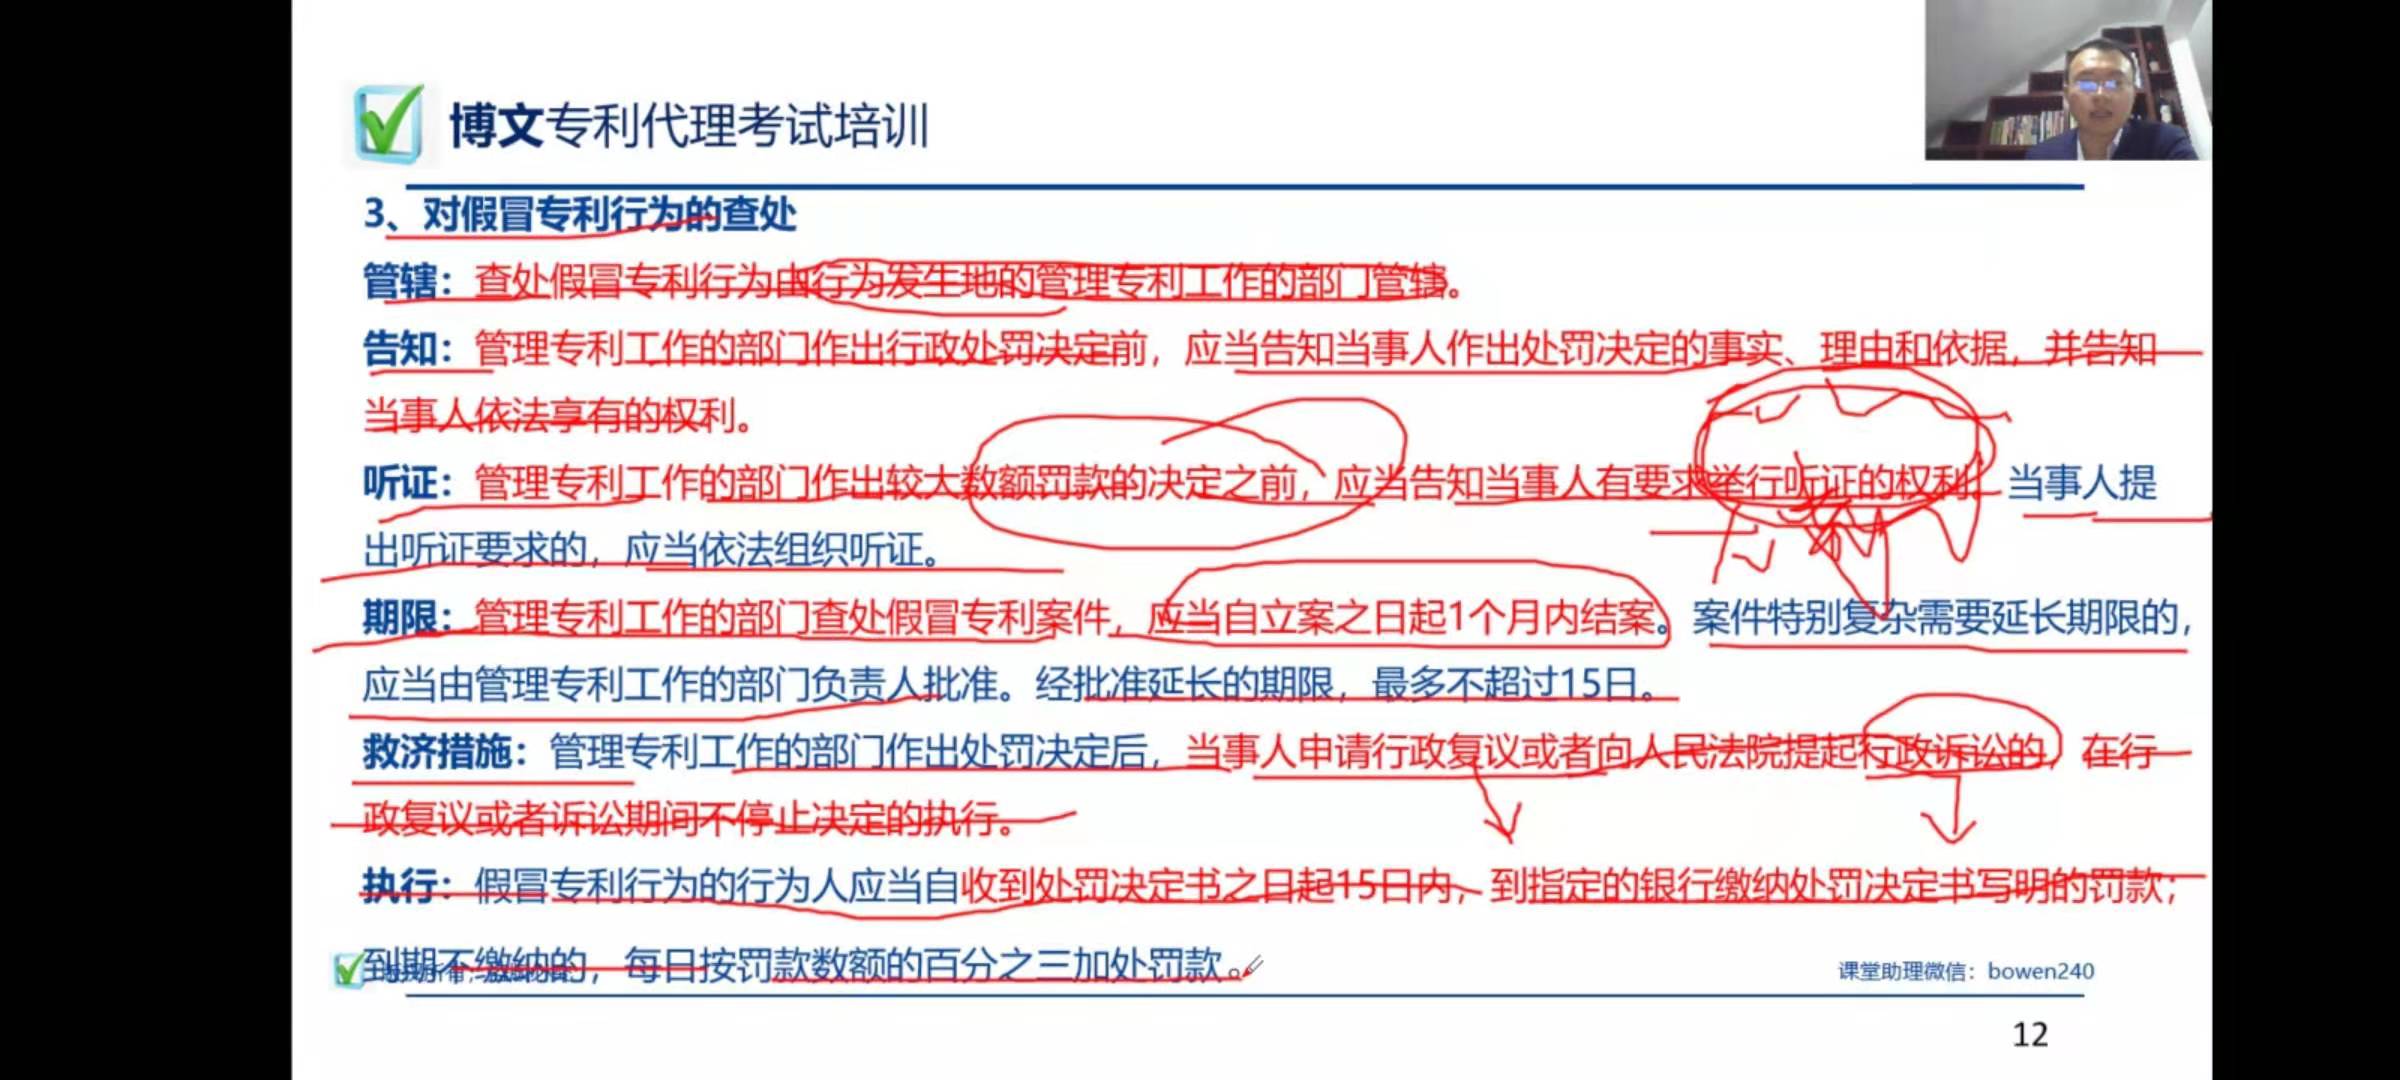 博文专利代理考试培训
3、对假冒专利行为的查处
管辖：查处假冒专利行为由行为发生地的管理专利工作的部门管辖。
告知：管理专利工作的部门作出行政处罚决定前，应当告知当事人作出处罚决定的事实、理由和依据，并告知
当事人依法享有的权利。
听证：管理专利工作的部门作出较大数额罚款的决定之前，应当告知当事人有要求举行听证的权利。当事人提
出听证要求的，应当依法组织听证。
期限：管理专利工作的部门查处假冒专利案件，应当自立案之日起1个月内结案。案件特别复杂需要延长期限的，
应当由管理专利工作的部门负责人批准。经批准延长的期限，最多不超过15日。
救济措施：管理专利工作的部门作出处罚决定后，当事人申请行政复议或者向人民法院提起行政诉讼的，在行
政复议或者诉讼期间不停止决定的执行。
执行：假冒专利行为的行为人应当自收到处罚决定书之日起15日内，到指定的银行缴纳处罚决定书写明的罚款；
到期不缴纳的，每日按罚款数额的百分之三加处罚款。
课堂助理微信：bowen240
12